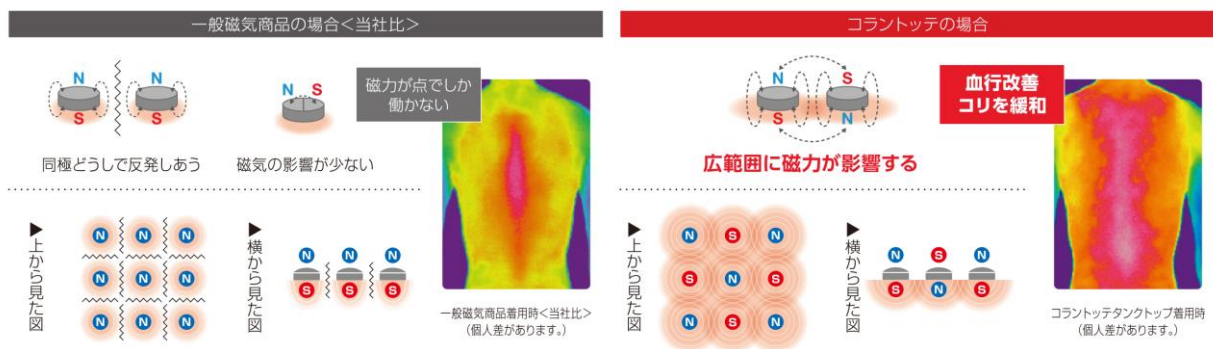 一般磁気商品の場合<当社比>
N N
S S
同極どうしで反発しあう
N S
磁気の影響が少ない
磁力が点でしか
働かない
▶上から見た図
N N N
N N N
N N N
▶横から見た図
N N N
S S S
一般磁気商品着用時<当社比>
(個人差があります。)
コラントッテの場合
N S
S N
広範囲に磁力が影響する
血行改善
コリを緩和
▶上から見た図
N S N
S N S
N S N
▶横から見た図
N S N
S N S
コラントッテタンクトップ着用時
(個人差があります。)